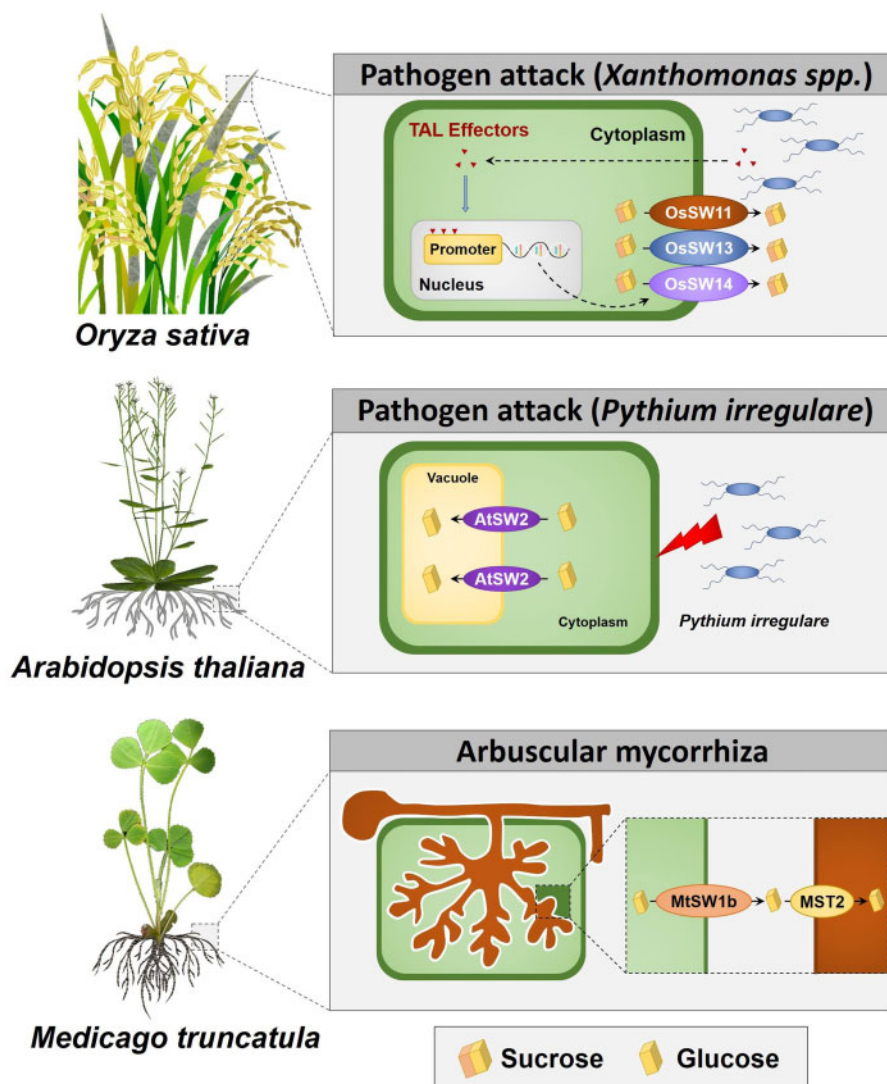 Pathogen attack (Xanthomonas spp.)
TAL Effectors
Cytoplasm
OsSW11
OsSW13
OsSW14
Promoter
Nucleus
Oryza sativa
Pathogen attack (Pythium irregulare)
Vacuole
AtSW2
AtSW2
Cytoplasm
Pythium irregulare
Arabidopsis thaliana
Arbuscular mycorrhiza
MtSW1b
MST2
Medicago truncatula
Sucrose
Glucose